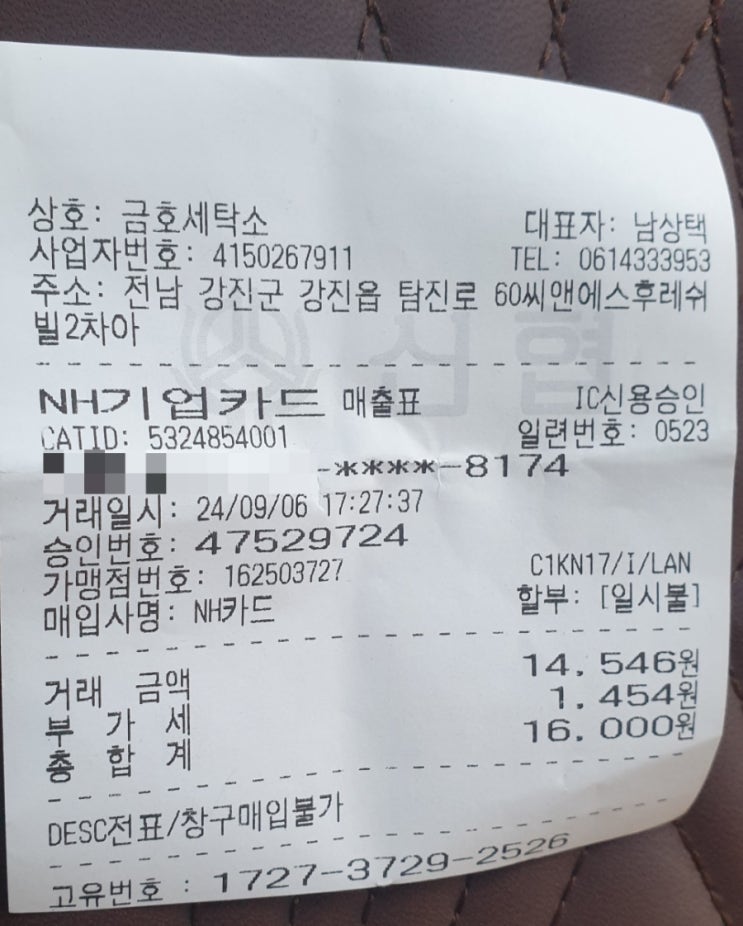 상호: 금호세탁소 대표자: 남상택
사업자번호: 4150267911 TEL: 0614333953
주소: 전남 강진군 강진읍 탐진로 60씨앤에스후레쉬
빌2차아
신협
NH기업카드 매출표 IC신용승인
CATID: 5324854001 일련번호: 0523
-****-8174
거래일시: 24/09/06 17:27:37
승인번호: 47529724
가맹점번호: 162503727 C1KN17/I/LAN
매입사명: NH카드 할부: [일시불]
거래 금액 14.546원
부 가 세 1.454원
총 합 계 16.000원
DESC전표/창구매입불가
고유번호 : 1727-3729-2526